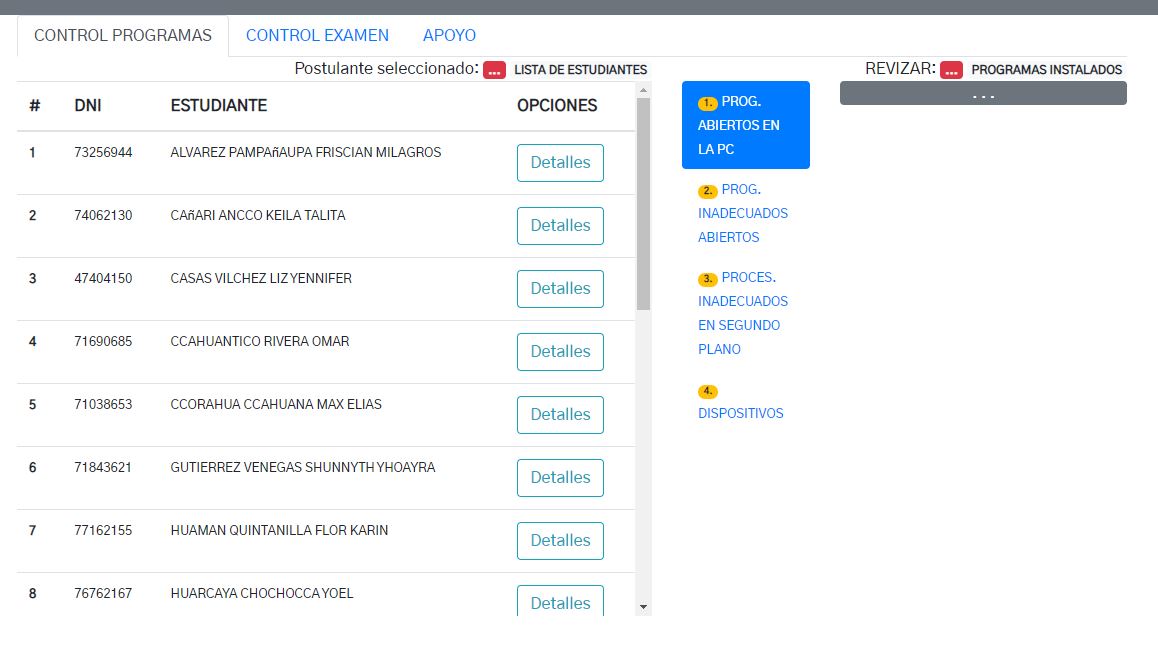 CONTROL PROGRAMAS CONTROL EXAMEN APOYO
Postulante seleccionado: ... LISTA DE ESTUDIANTES
REVIZAR: ... PROGRAMAS INSTALADOS
# DNI ESTUDIANTE OPCIONES
1 73256944 ALVAREZ PAMPAñAUPA FRISCIAN MILAGROS Detalles
2 74062130 CAñARI ANCCO KEILA TALITA Detalles
3 47404150 CASAS VILCHEZ LIZ YENNIFER Detalles
4 71690685 CCAHUANTICO RIVERA OMAR Detalles
5 71038653 CCORAHUA CCAHUANA MAX ELIAS Detalles
6 71843621 GUTIERREZ VENEGAS SHUNNYTH YHOAYRA Detalles
7 77162155 HUAMAN QUINTANILLA FLOR KARIN Detalles
8 76762167 HUARCAYA CHOCHOCCA YOEL Detalles
1. PROG.
ABIERTOS EN
LA PC
2. PROG.
INADECUADOS
ABIERTOS
3. PROCES.
INADECUADOS
EN SEGUNDO
PLANO
4.
DISPOSITIVOS
. . .